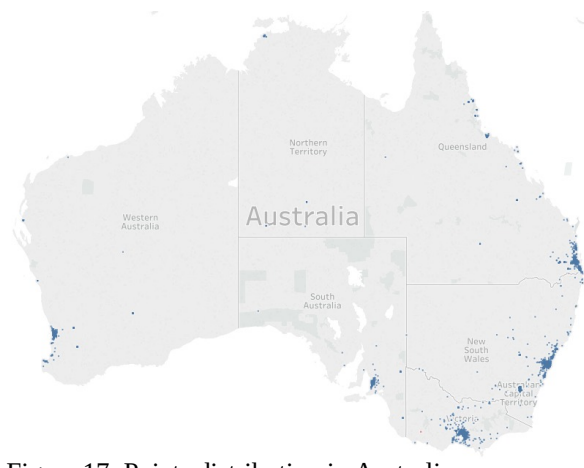 Northern
Territory
Queensland
Western
Australia
Australia
South
Australia
New
South
Wales
Australian
Capital
Territory
Victoria
Figure 17: Points distribution in Australia